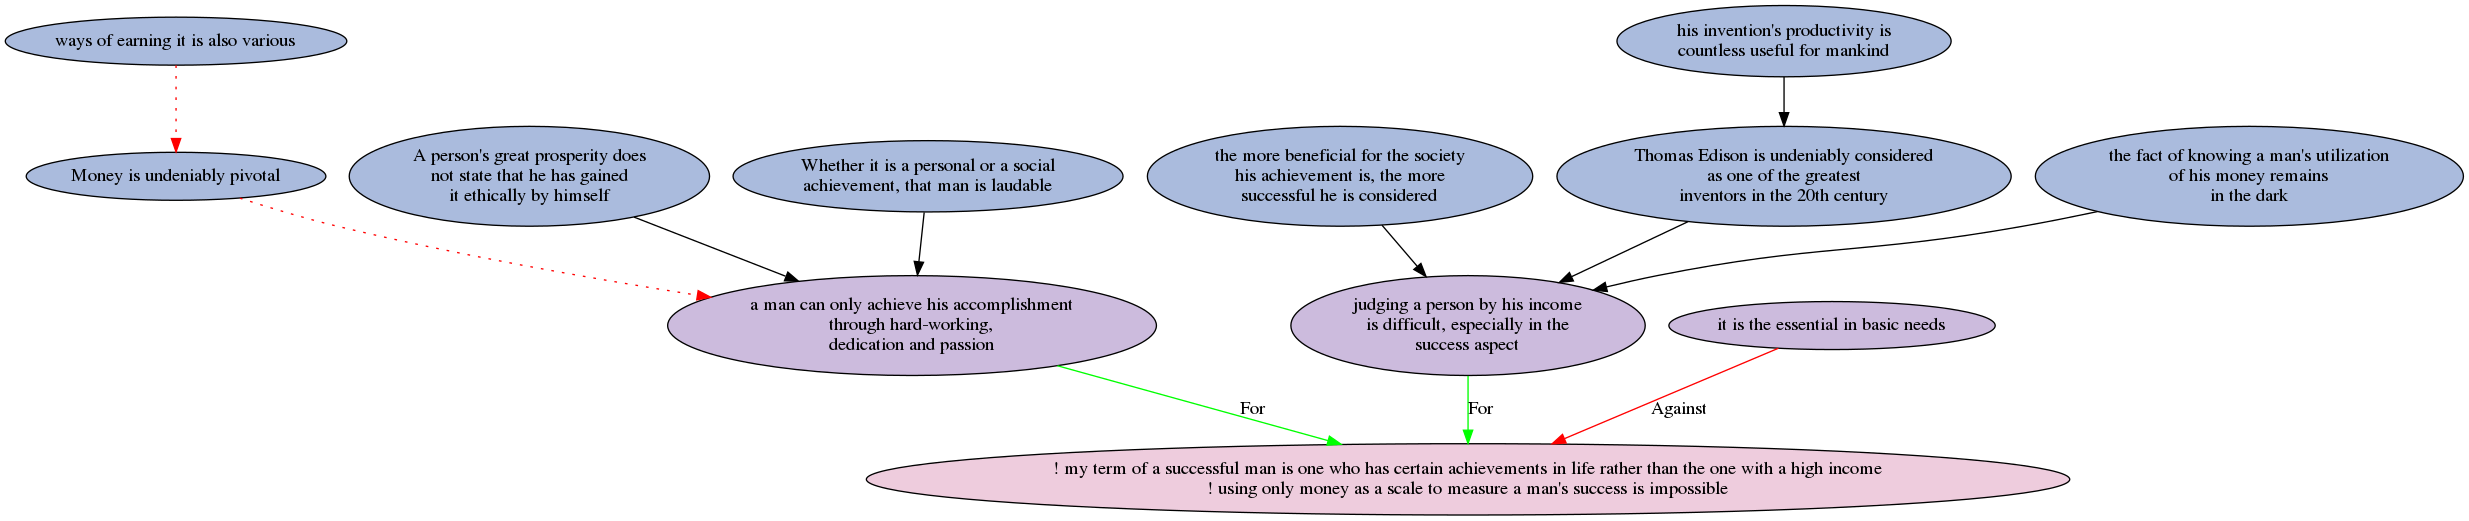 ways of earning it is also various
his invention's productivity is
countless useful for mankind
Money is undeniably pivotal
A person's great prosperity does
not state that he has gained
it ethically by himself
Whether it is a personal or a social
achievement, that man is laudable
the more beneficial for the society
his achievement is, the more
successful he is considered
Thomas Edison is undeniably considered
as one of the greatest
inventors in the 20th century
the fact of knowing a man's utilization
of his money remains
in the dark
a man can only achieve his accomplishment
through hard-working,
dedication and passion
judging a person by his income
is difficult, especially in the
success aspect
it is the essential in basic needs
For
For
Against
! my term of a successful man is one who has certain achievements in life rather than the one with a high income
! using only money as a scale to measure a man's success is impossible